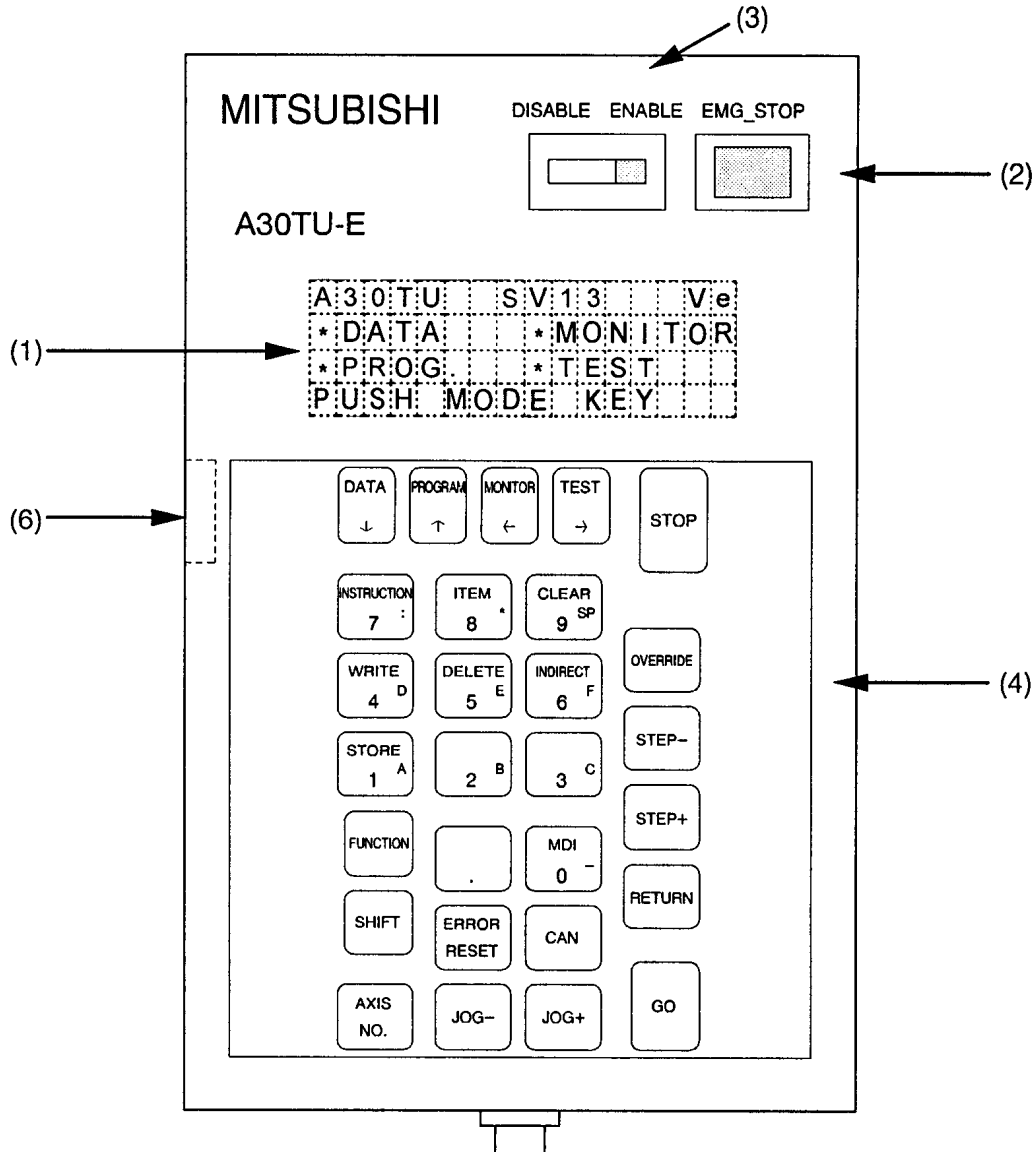 (3)
MITSUBISHI
DISABLE ENABLE EMG_STOP
(2)
A30TU-E
A30TU SV13 Ve
*DATA *MONITOR
(1)
*PROG. *TEST
PUSH MODE KEY
DATA ↓ PROGRAM ↑ MONITOR ← TEST →
STOP
(6)
INSTRUCTION 7 : ITEM 8 * CLEAR 9 SP
OVERRIDE
WRITE 4 D DELETE 5 E INDIRECT 6 F
(4)
STEP−
STORE 1 A 2 B 3 C
STEP+
FUNCTION . MDI 0 −
RETURN
SHIFT ERROR RESET CAN
AXIS NO. JOG− JOG+ GO